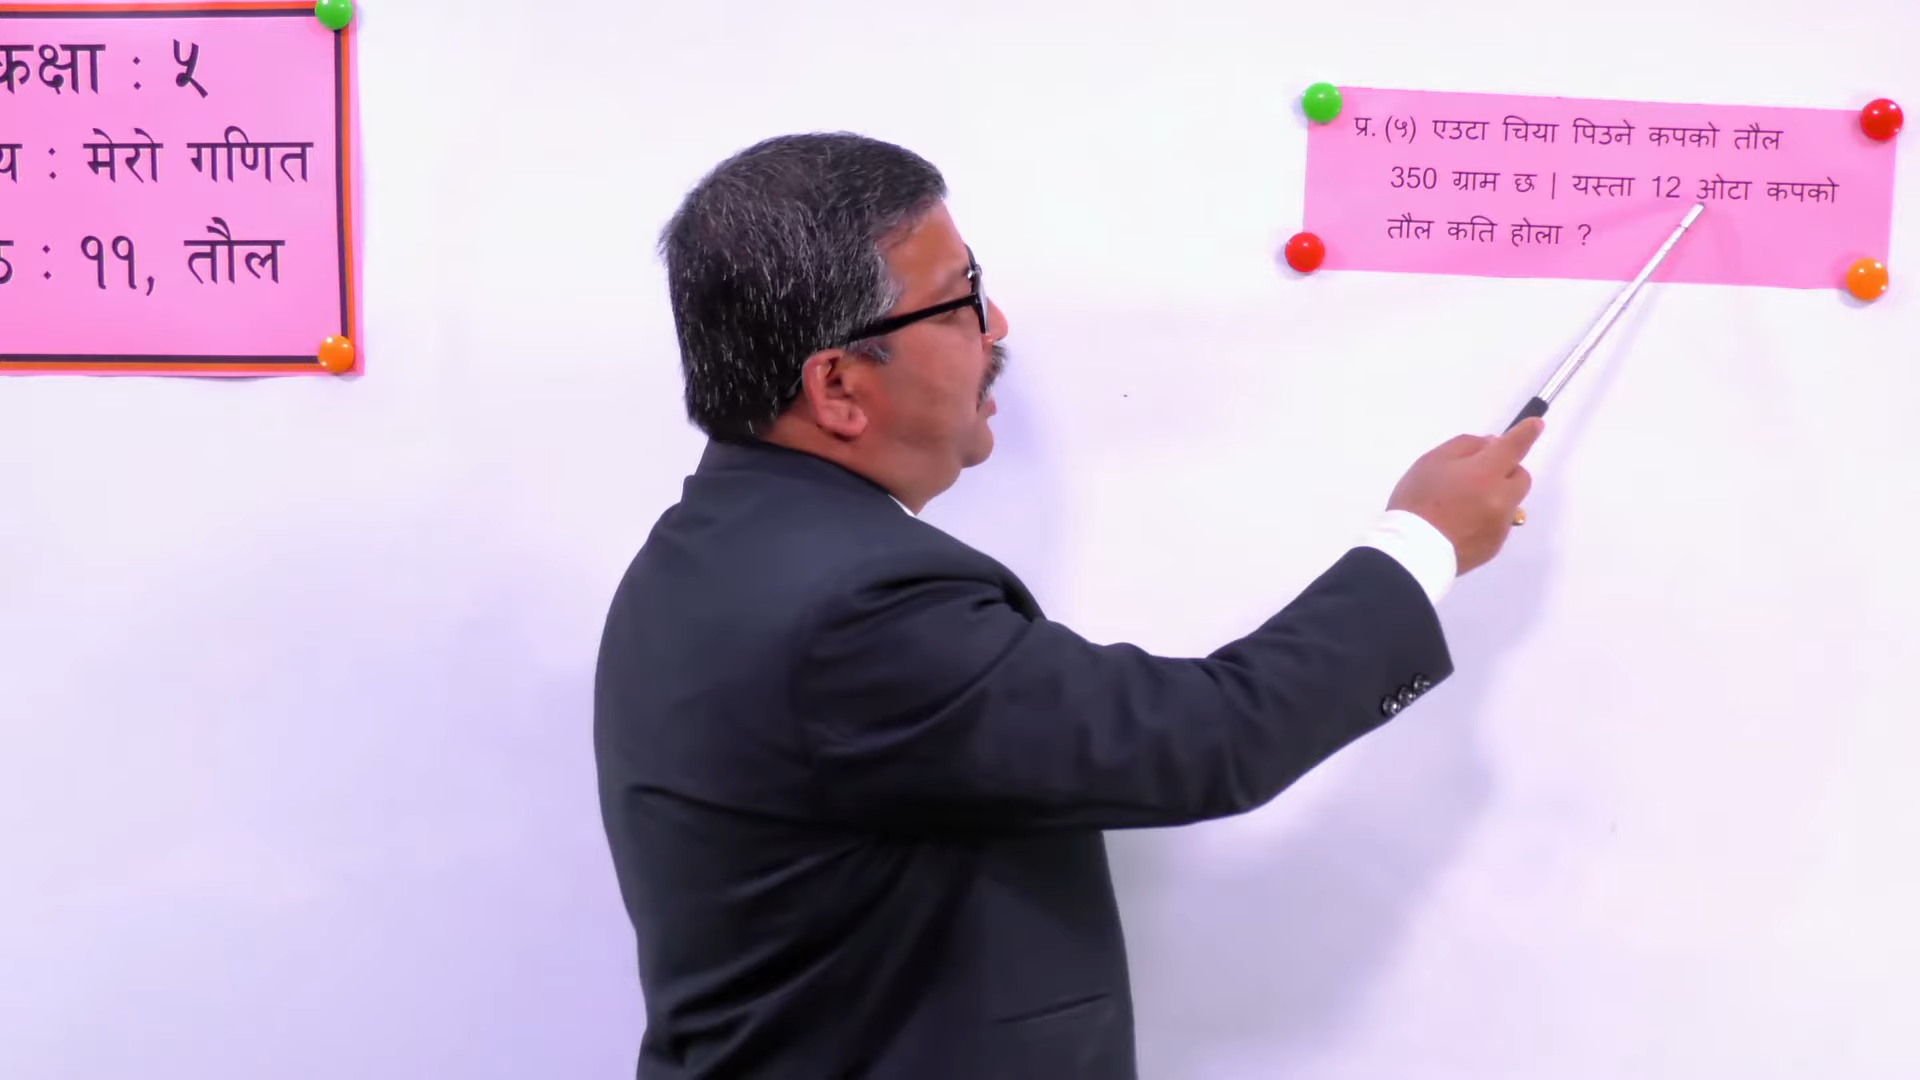 कक्षा : ५
य : मेरो गणित
ठ : ११, तौल
प्र. (५) एउटा चिया पिउने कपको तौल
350 ग्राम छ | यस्ता 12 ओटा कपको
तौल कति होला ?